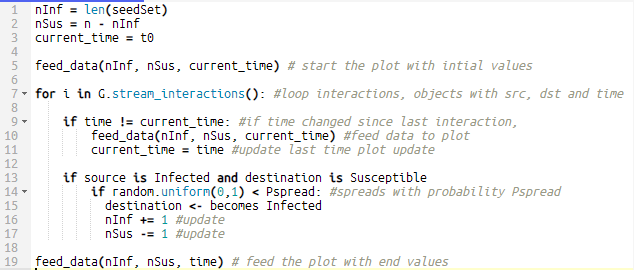 1 nInf = len(seedSet)
2 nSus = n - nInf
3 current_time = t0
4
5 feed_data(nInf, nSus, current_time) # start the plot with intial values
6
7 for i in G.stream_interactions(): #loop interactions, objects with src, dst and time
8
9 if time != current_time: #if time changed since last interaction,
10 feed_data(nInf, nSus, current_time) #feed data to plot
11 current_time = time #update last time plot update
12
13 if source is Infected and destination is Susceptible
14 if random.uniform(0,1) < Pspread: #spreads with probability Pspread
15 destination <- becomes Infected
16 nInf += 1 #update
17 nSus -= 1 #update
18
19 feed_data(nInf, nSus, time) # feed the plot with end values